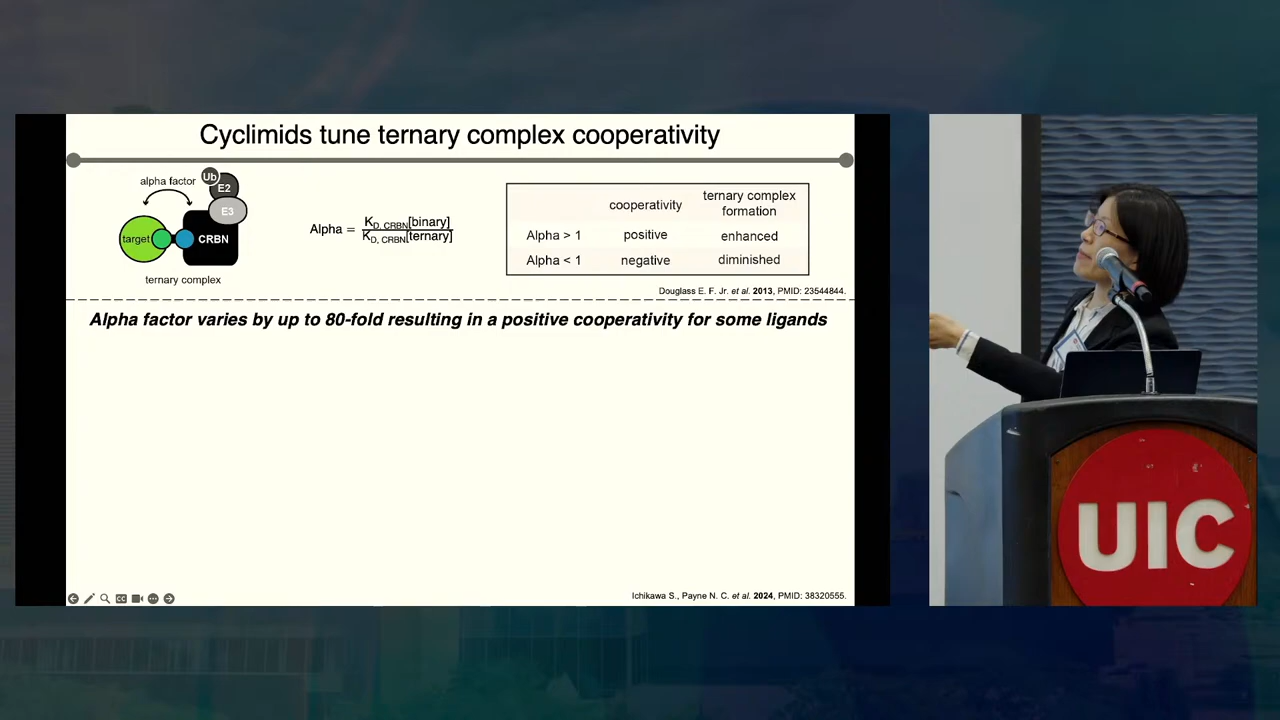 Cyclimids tune ternary complex cooperativity
alpha factor
Ub
E2
E3
target
CRBN
ternary complex
Alpha = K_D, CRBN[binary]
K_D, CRBN[ternary]
cooperativity
ternary complex
formation
Alpha > 1 positive enhanced
Alpha < 1 negative diminished
Douglass E. F. Jr. et al. 2013, PMID: 23544844.
Alpha factor varies by up to 80-fold resulting in a positive cooperativity for some ligands
CC
Ichikawa S., Payne N. C. et al. 2024, PMID: 38320555.
UIC